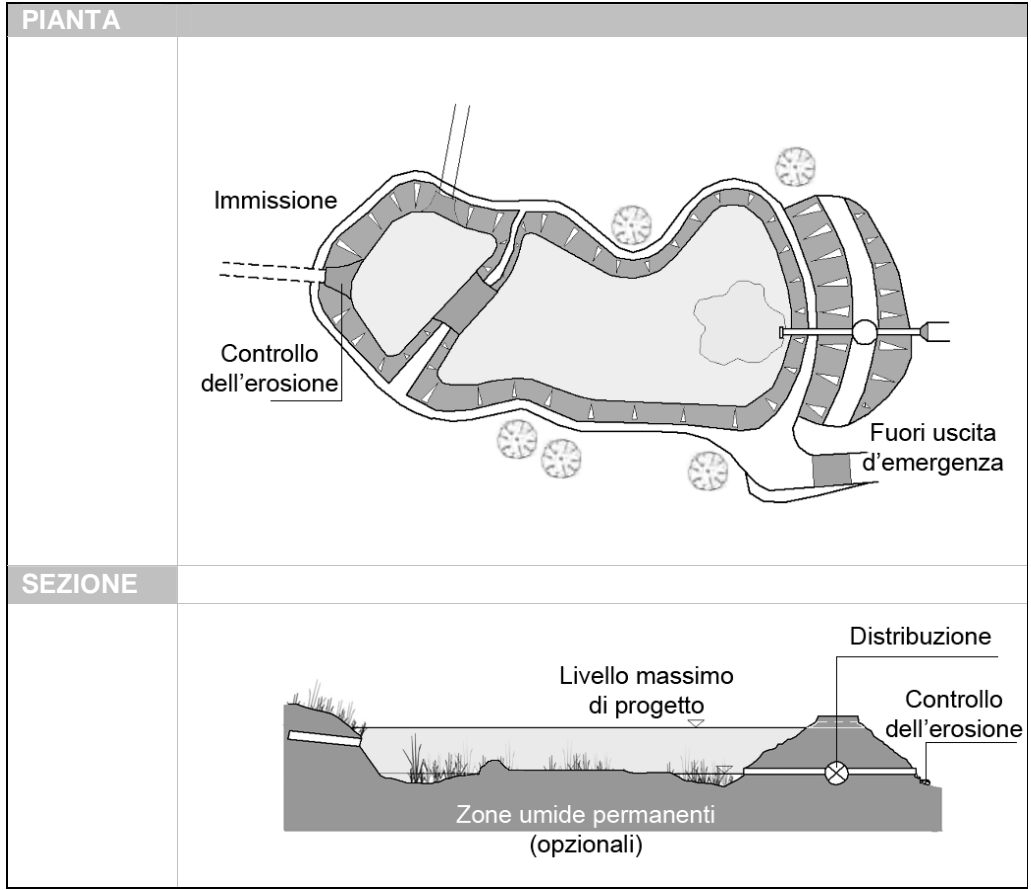 PIANTA
Immissione
Controllo
dell’erosione
Fuori uscita
d’emergenza
SEZIONE
Distribuzione
Livello massimo
di progetto
Controllo
dell’erosione
Zone umide permanenti
(opzionali)